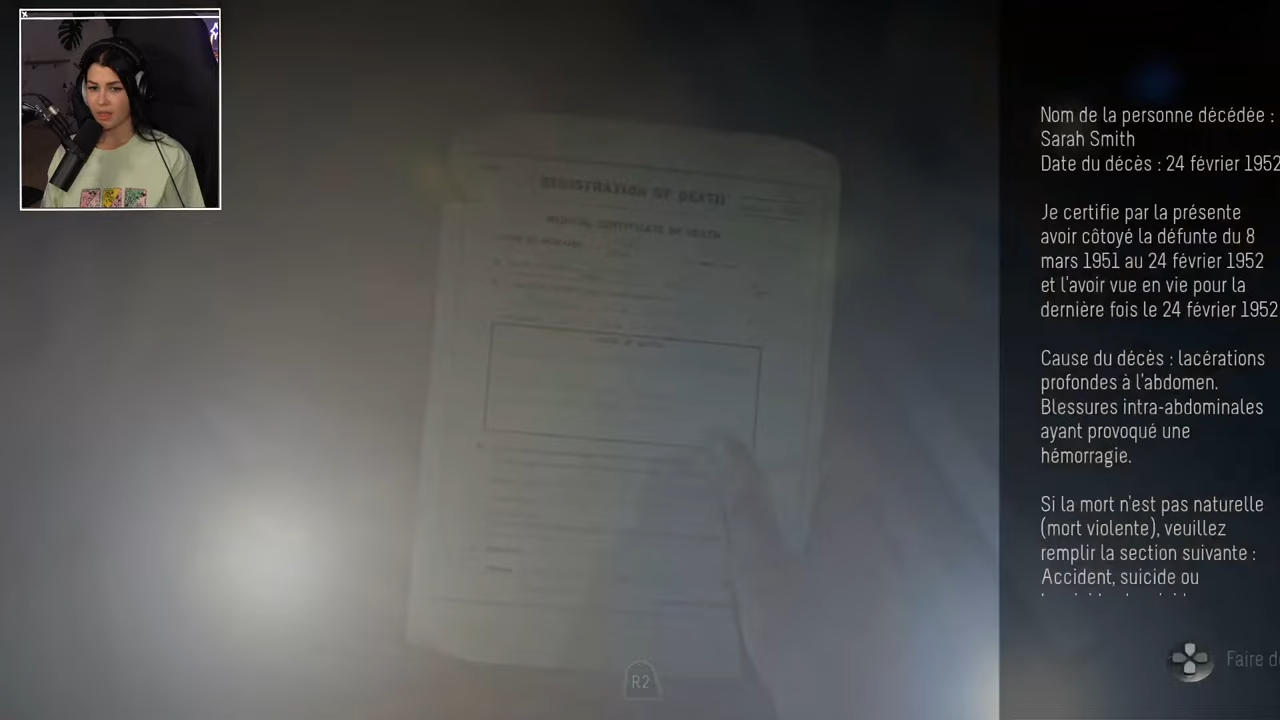 REGISTRATION OF DEATH
MEDICAL CERTIFICATE OF DEATH
Nom de la personne décédée :
Sarah Smith
Date du décès : 24 février 1952
Je certifie par la présente
avoir côtoyé la défunte du 8
mars 1951 au 24 février 1952
et l'avoir vue en vie pour la
dernière fois le 24 février 1952
Cause du décès : lacérations
profondes à l'abdomen.
Blessures intra-abdominales
ayant provoqué une
hémorragie.
Si la mort n'est pas naturelle
(mort violente), veuillez
remplir la section suivante :
Accident, suicide ou
R2
Faire